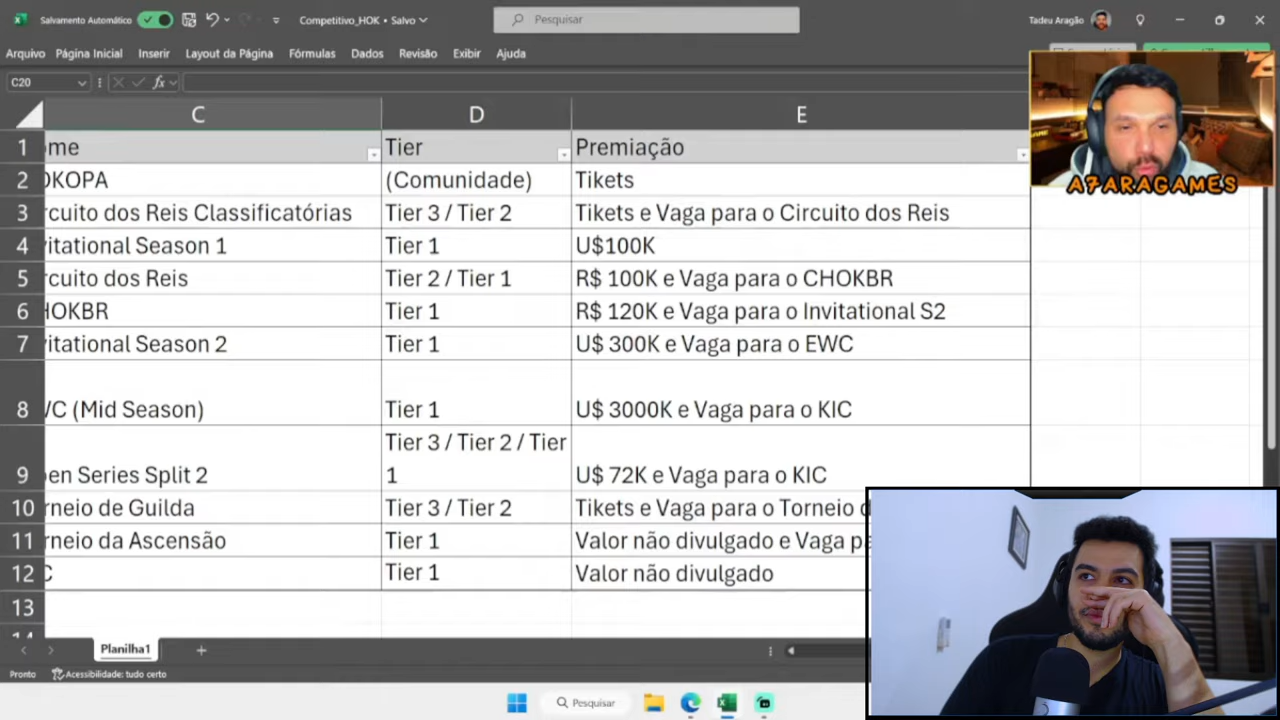 Salvamento Automático
Competitivo_HOK • Salvo
Pesquisar
Tadeu Aragão
Arquivo
Página Inicial
Inserir
Layout da Página
Fórmulas
Dados
Revisão
Exibir
Ajuda
C20
fx
C D E
1 ome Tier Premiação
2 OKOPA (Comunidade) Tikets
3 rcuito dos Reis Classificatórias Tier 3 / Tier 2 Tikets e Vaga para o Circuito dos Reis
4 vitational Season 1 Tier 1 U$100K
5 rcuito dos Reis Tier 2 / Tier 1 R$ 100K e Vaga para o CHOKBR
6 HOKBR Tier 1 R$ 120K e Vaga para o Invitational S2
7 vitational Season 2 Tier 1 U$ 300K e Vaga para o EWC
8 WC (Mid Season) Tier 1 U$ 3000K e Vaga para o KIC
Tier 3 / Tier 2 / Tier
9 pen Series Split 2 1 U$ 72K e Vaga para o KIC
10 rneio de Guilda Tier 3 / Tier 2 Tikets e Vaga para o Torneio d
11 rneio da Ascensão Tier 1 Valor não divulgado e Vaga pa
12 C Tier 1 Valor não divulgado
13
14
A7ARAGAMES
Planilha1
Pronto
Acessibilidade: tudo certo
Pesquisar